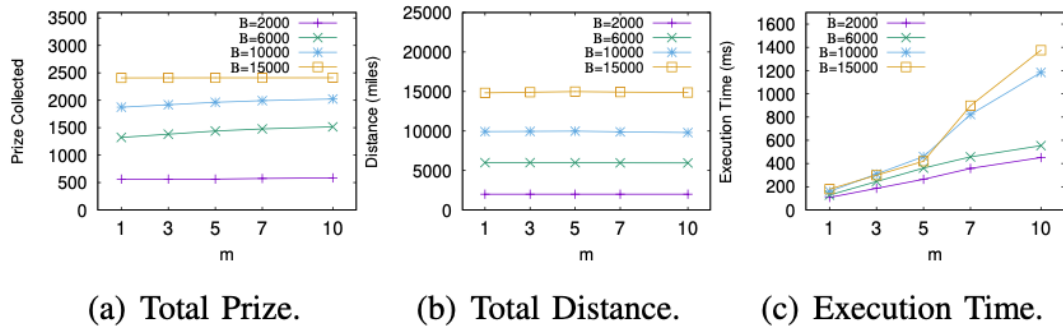 Prize Collected
3500
3000
2500
2000
1500
1000
500
0
B=2000
B=6000
B=10000
B=15000
1 3 5 7 10
m
Distance (miles)
25000
20000
15000
10000
5000
0
B=2000
B=6000
B=10000
B=15000
1 3 5 7 10
m
Execution Time (ms)
1600
1400
1200
1000
800
600
400
200
0
B=2000
B=6000
B=10000
B=15000
1 3 5 7 10
m
(a) Total Prize.
(b) Total Distance.
(c) Execution Time.